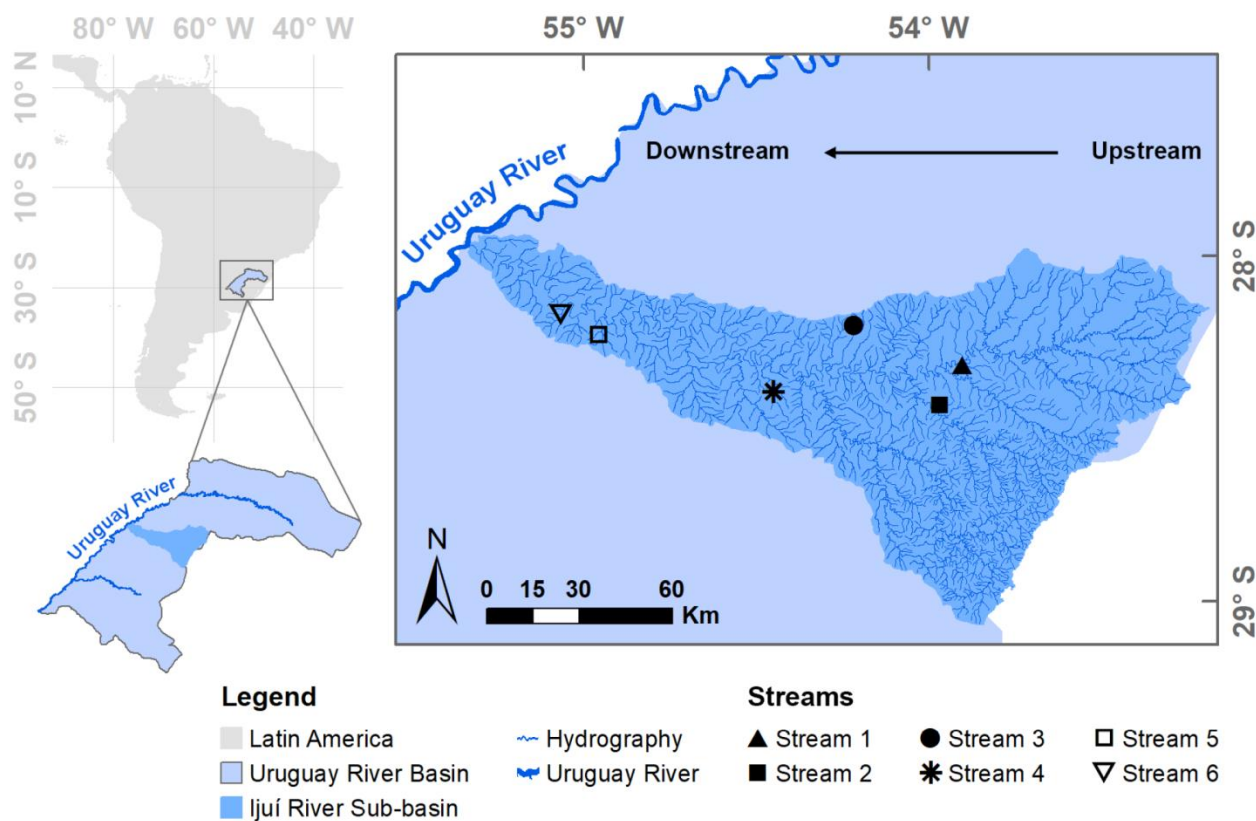 80° W 60° W 40° W
10° N
10° S
30° S
50° S
Uruguay River
55° W 54° W
28° S
29° S
Uruguay River
Downstream Upstream
N
0 15 30 60
Km
Legend
Latin America
Uruguay River Basin
Ijuí River Sub-basin
Hydrography
Uruguay River
Streams
Stream 1
Stream 2
Stream 3
Stream 4
Stream 5
Stream 6